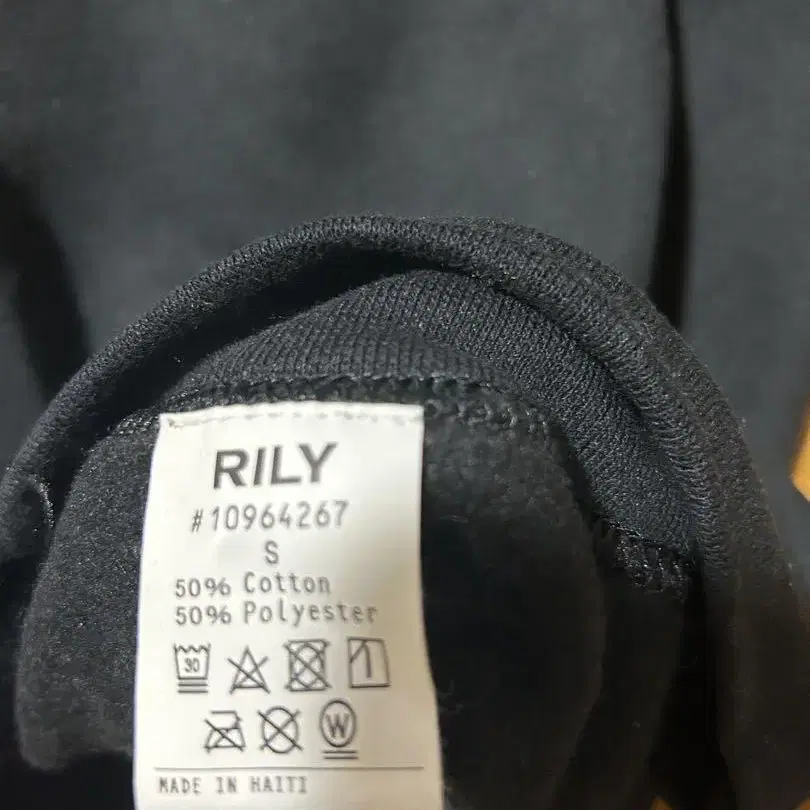 RILY
#10964267
S
50% Cotton
50% Polyester
30
W
MADE IN HAITI